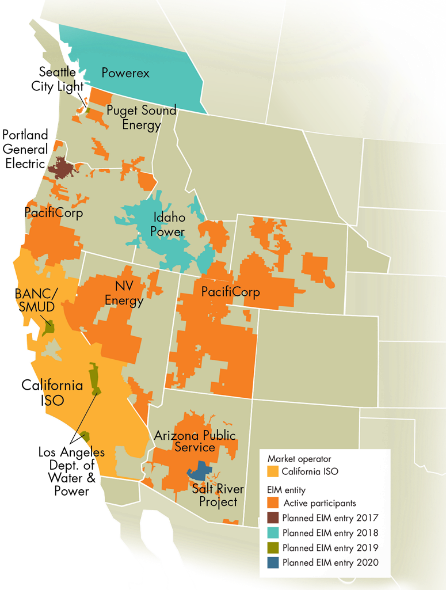 Powerex
Seattle
City Light
Puget Sound
Energy
Portland
General
Electric
PacifiCorp
Idaho
Power
NV
Energy
PacifiCorp
BANC/
SMUD
California
ISO
Los Angeles
Dept. of
Water &
Power
Arizona Public
Service
Salt River
Project
Market operator
California ISO
EIM entity
Active participants
Planned EIM entry 2017
Planned EIM entry 2018
Planned EIM entry 2019
Planned EIM entry 2020